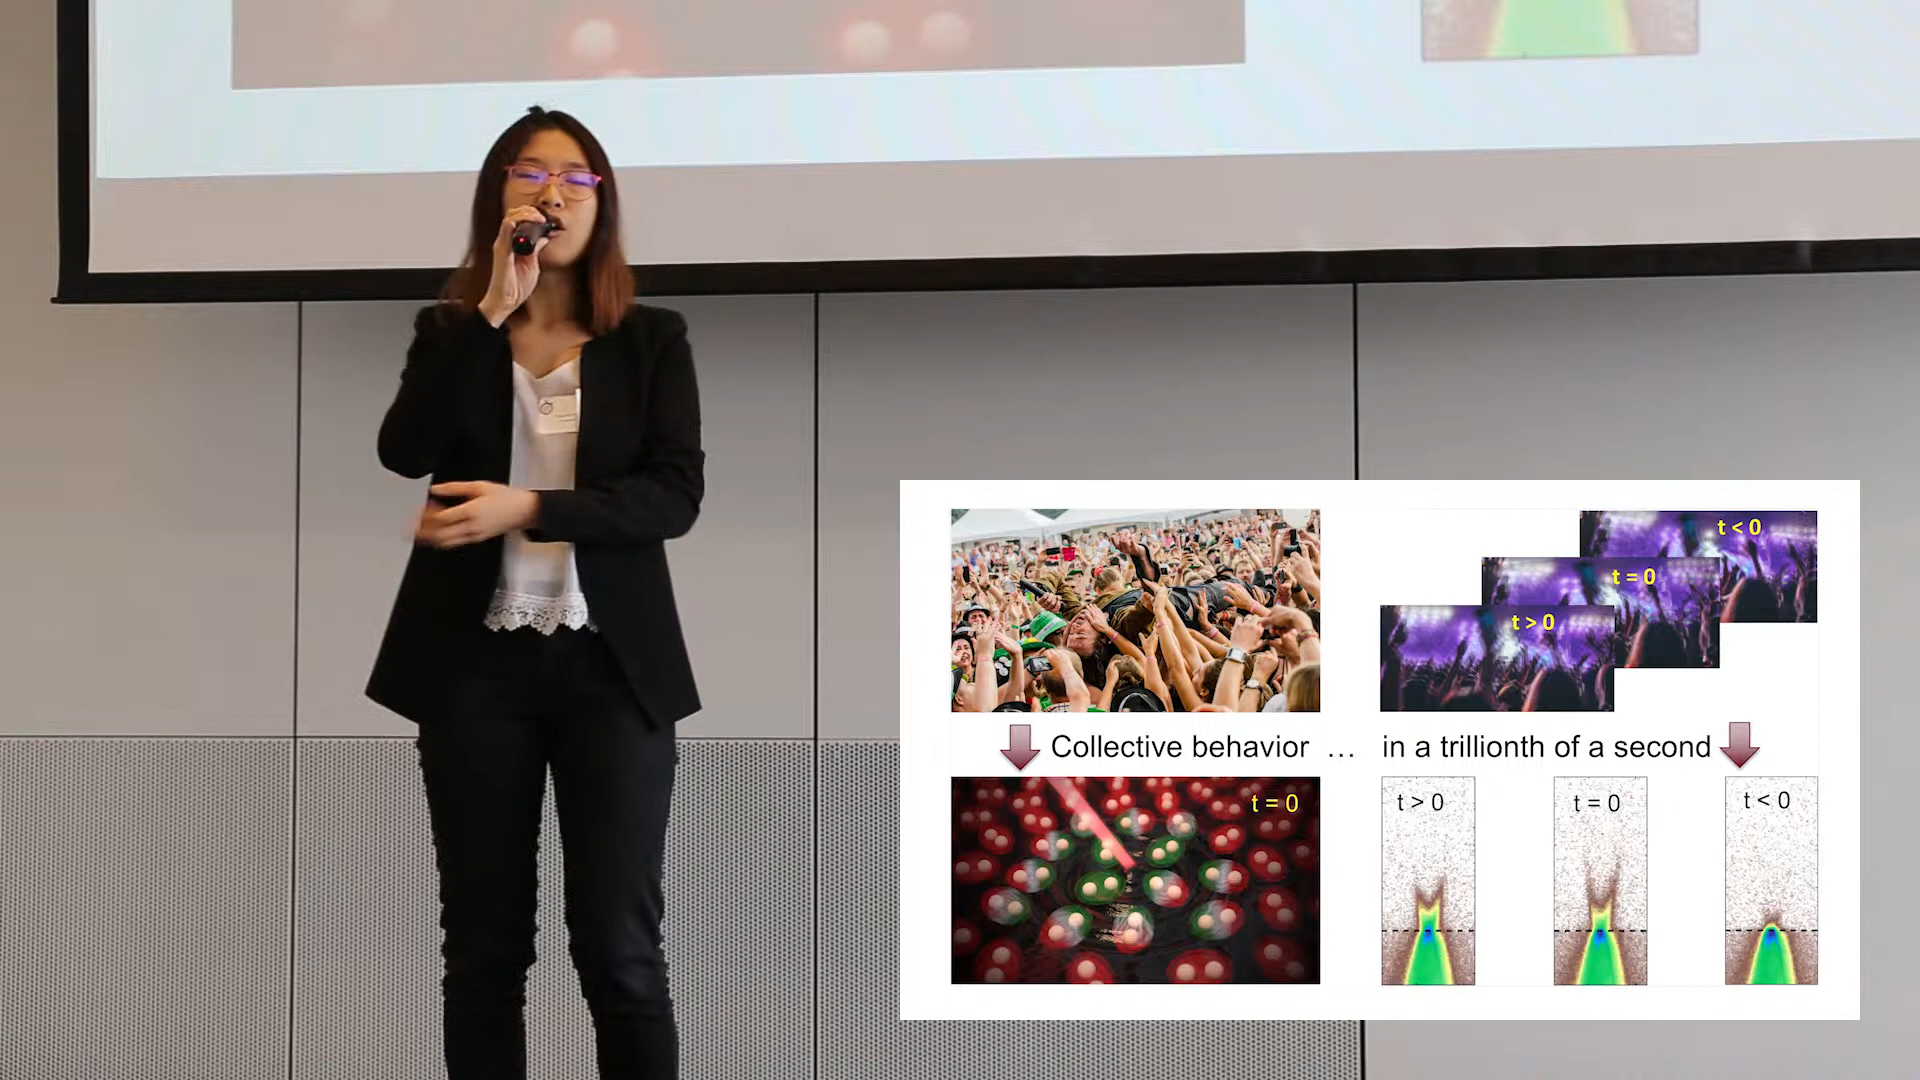 t < 0
t = 0
t > 0
Collective behavior ... in a trillionth of a second
t = 0
t > 0
t = 0
t < 0